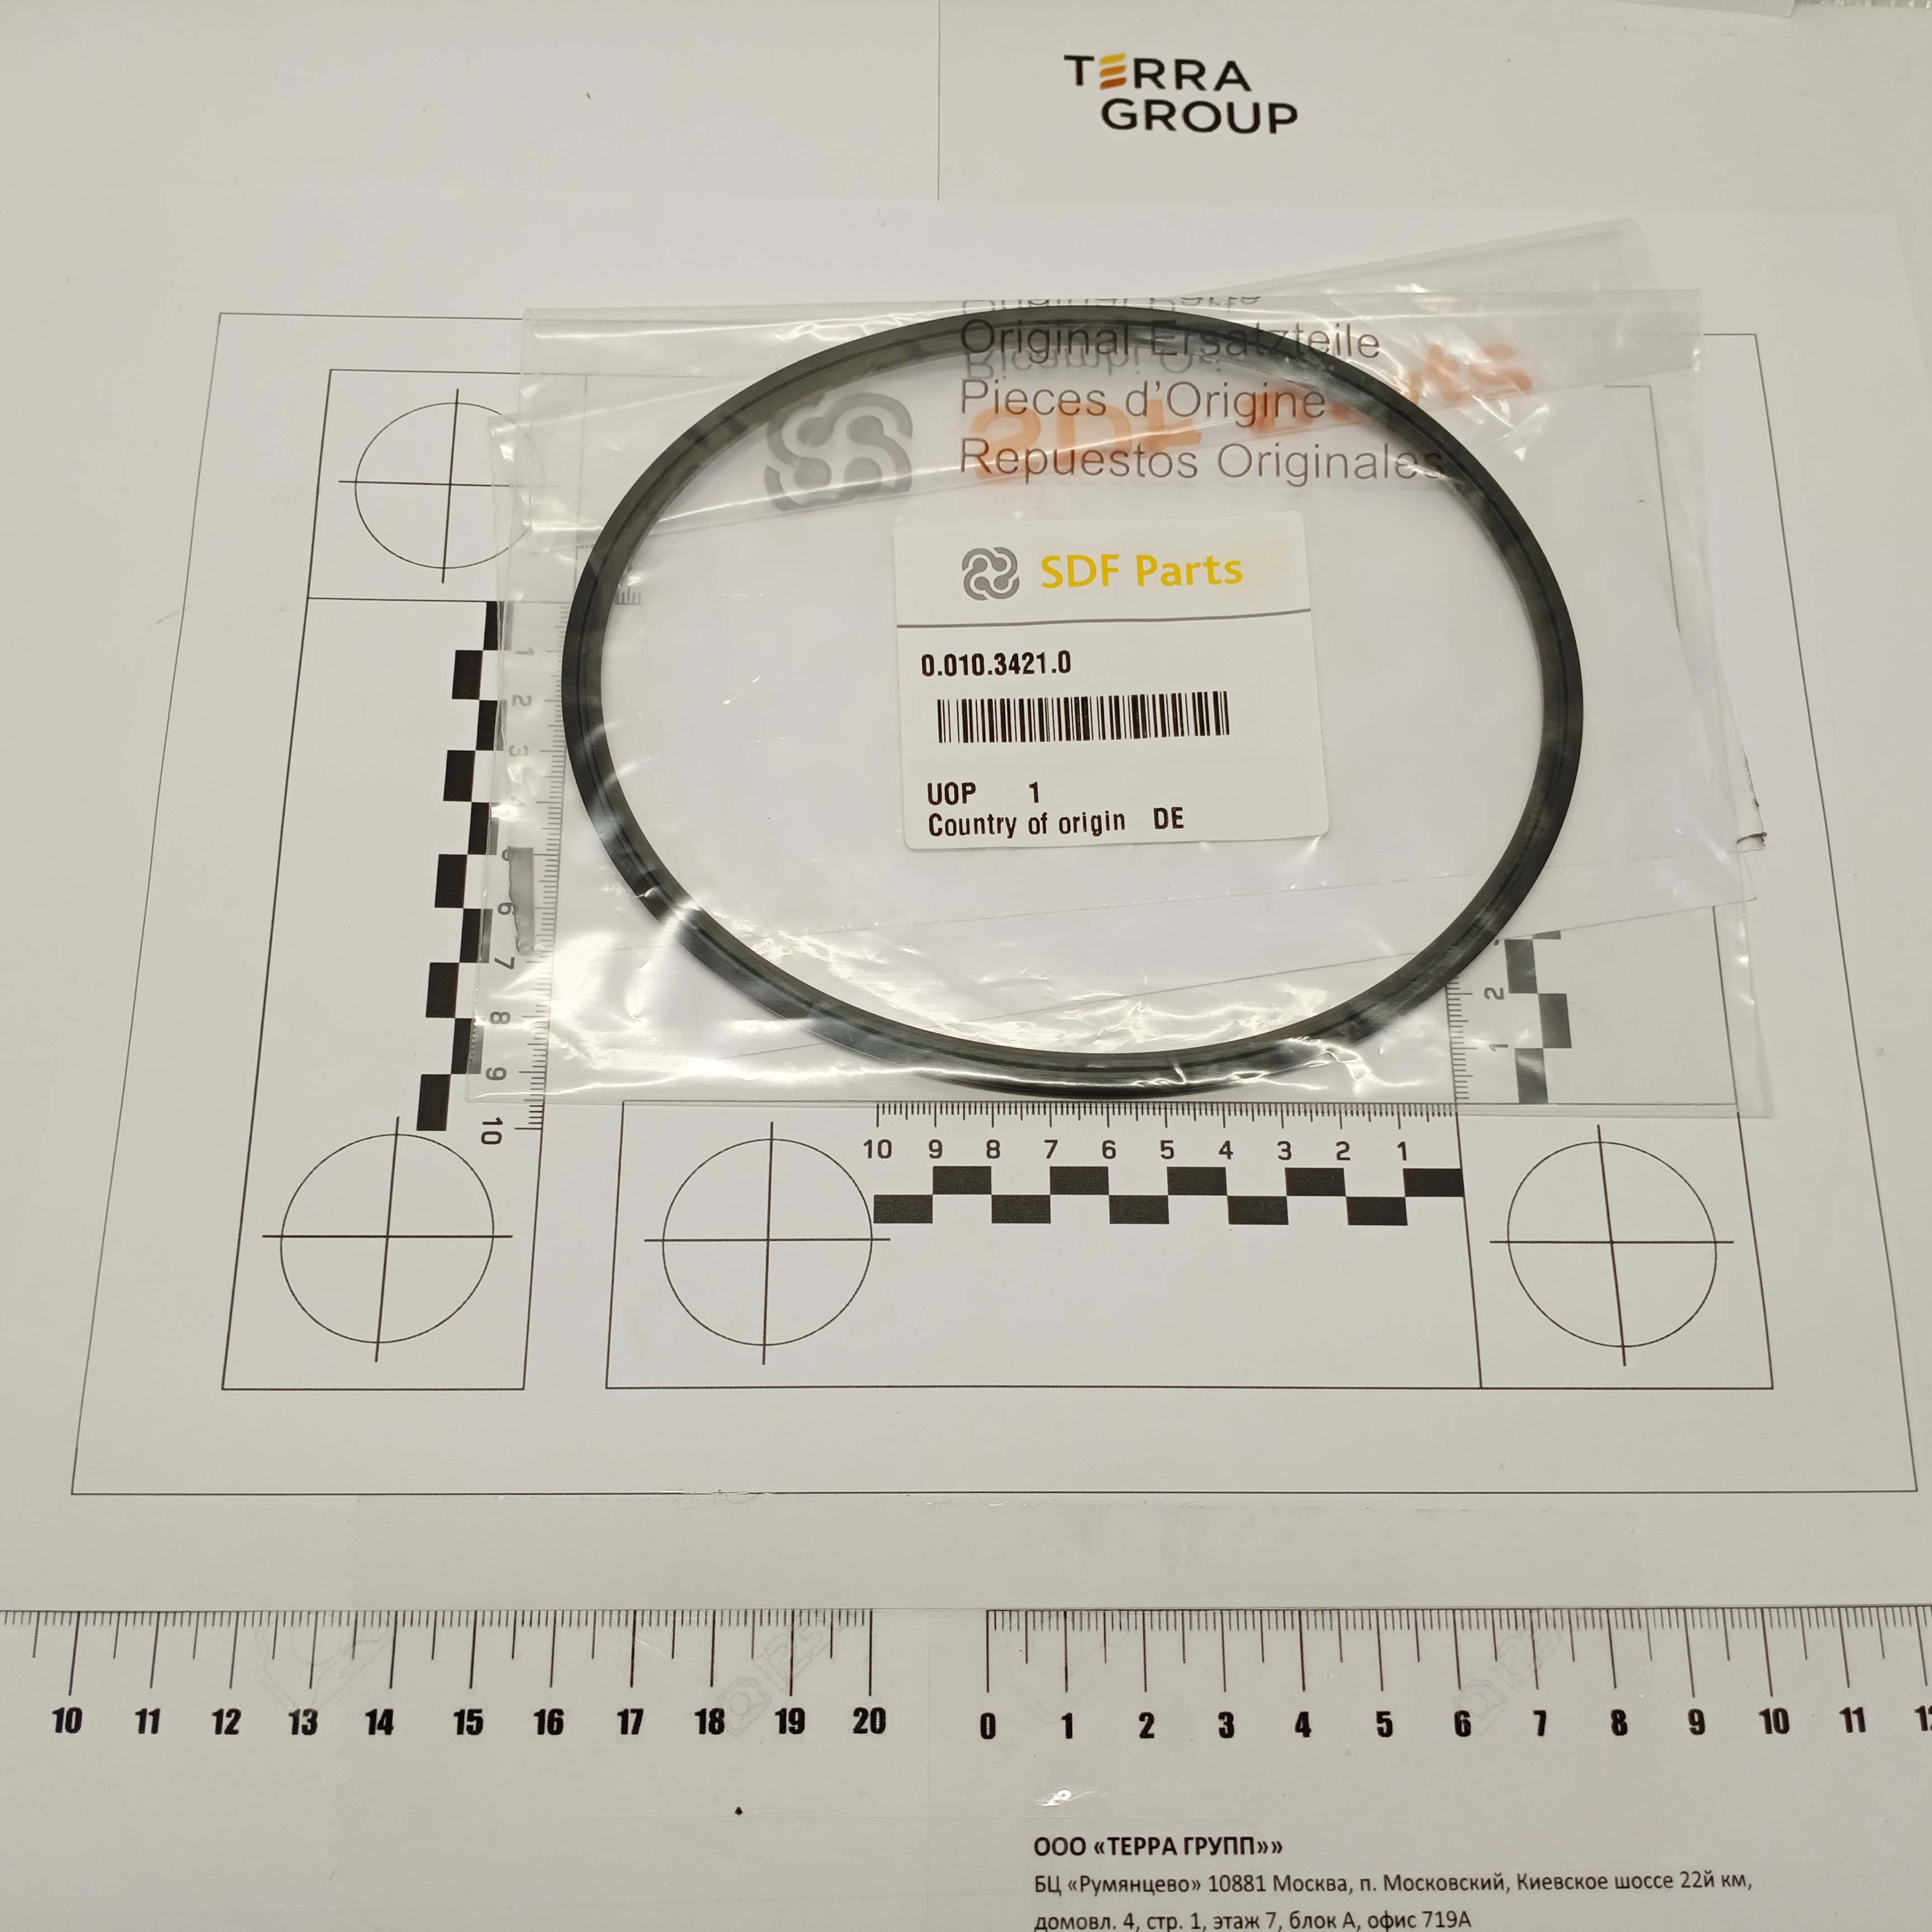 TERRA
GROUP
Original Ersatzteile
Pieces d'Origine
Repuestos Originales
SDF Parts
0.010.3421.0
UOP 1
Country of origin DE
1
2
3
4
6
7
8
9
10
2
1
10 9 8 7 6 5 4 3 2 1
10 11 12 13 14 15 16 17 18 19 20
0 1 2 3 4 5 6 7 8 9 10 11
ООО «ТЕРРА ГРУПП»»
БЦ «Румянцево» 10881 Москва, п. Московский, Киевское шоссе 22й км,
домовл. 4, стр. 1, этаж 7, блок А, офис 719А